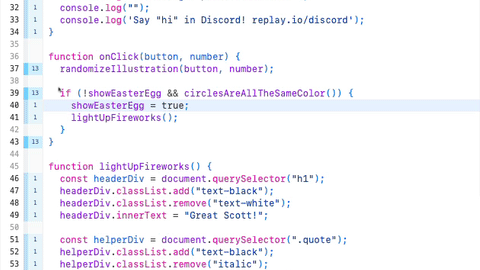 32 1 console.log("");
33 1 console.log('Say "hi" in Discord! replay.io/discord');
34 1 }
35
36 function onClick(button, number) {
37 13 randomizeIllustration(button, number);
38
39 13 if (!showEasterEgg && circlesAreAllTheSameColor()) {
40 1 showEasterEgg = true;
41 1 lightUpFireworks();
42 }
43 13 }
44
45 function lightUpFireworks() {
46 1 const headerDiv = document.querySelector("h1");
47 1 headerDiv.classList.add("text-black");
48 1 headerDiv.classList.remove("text-white");
49 1 headerDiv.innerText = "Great Scott!";
50
51 1 const helperDiv = document.querySelector(".quote");
52 1 helperDiv.classList.add("text-black");
53 1 helperDiv.classList.remove("italic");